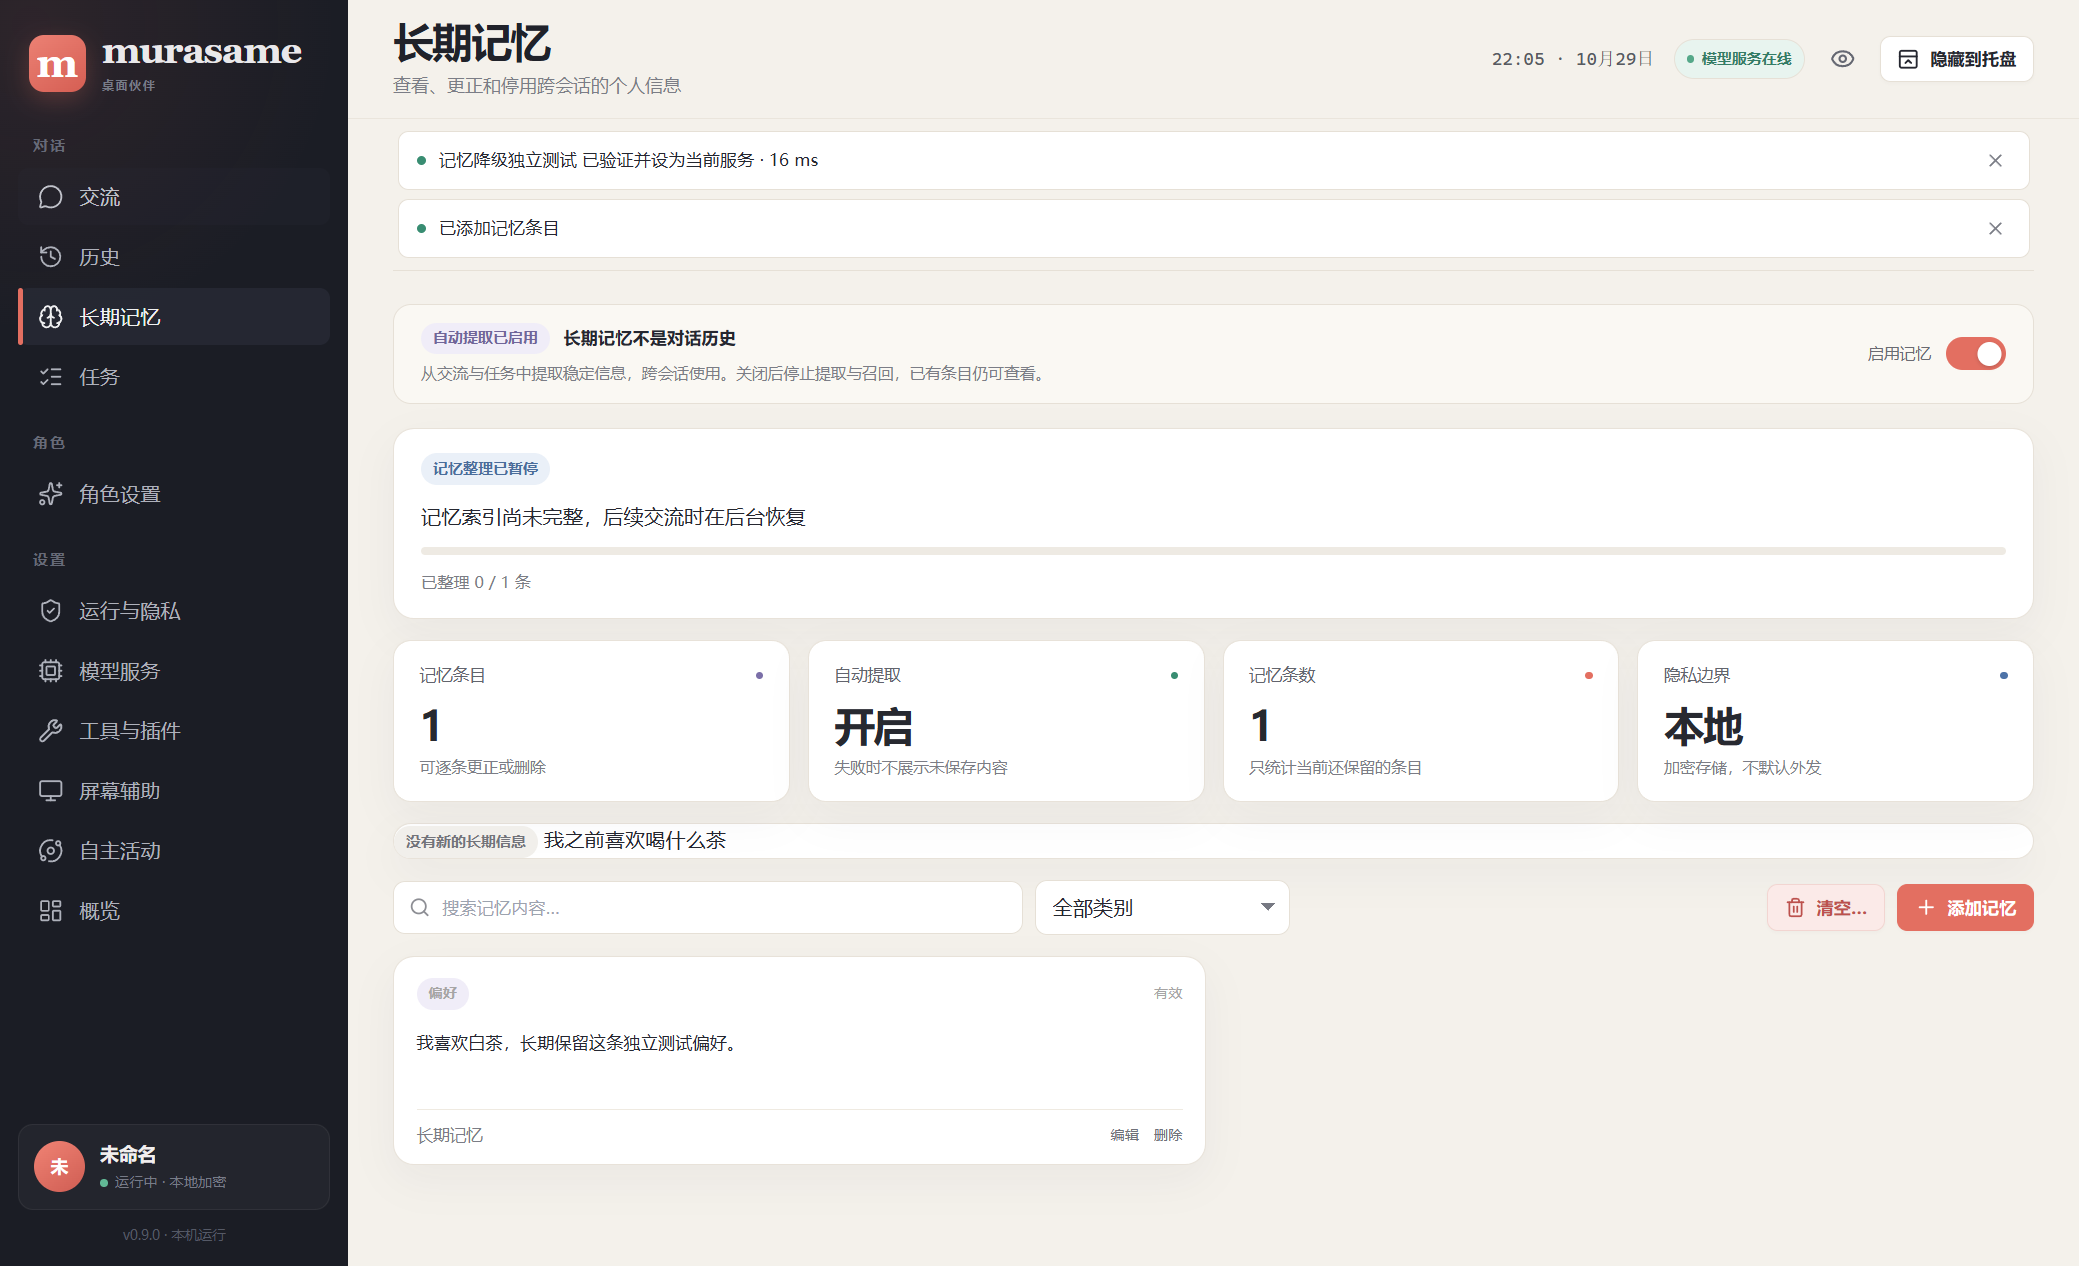 m
murasame
桌面伙伴
对话
交流
历史
长期记忆
任务
角色
角色设置
设置
运行与隐私
模型服务
工具与插件
屏幕辅助
自主活动
概览
未
未命名
运行中 · 本地加密
v0.9.0 · 本机运行
长期记忆
查看、更正和停用跨会话的个人信息
22:05 · 10月29日
模型服务在线
隐藏到托盘
记忆降级独立测试 已验证并设为当前服务 · 16 ms
已添加记忆条目
自动提取已启用 长期记忆不是对话历史
从交流与任务中提取稳定信息，跨会话使用。关闭后停止提取与召回，已有条目仍可查看。
启用记忆
记忆整理已暂停
记忆索引尚未完整，后续交流时在后台恢复
已整理 0 / 1 条
记忆条目
1
可逐条更正或删除
自动提取
开启
失败时不展示未保存内容
记忆条数
1
只统计当前还保留的条目
隐私边界
本地
加密存储，不默认外发
没有新的长期信息 我之前喜欢喝什么茶
搜索记忆内容...
全部类别
清空...
添加记忆
偏好
有效
我喜欢白茶，长期保留这条独立测试偏好。
长期记忆
编辑 删除